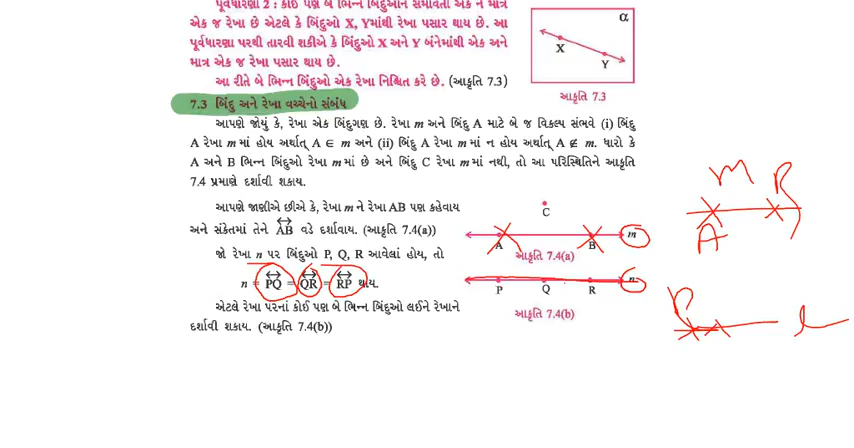 પૂર્વધારણા 2 : કોઈ પણ બે ભિન્ન બિંદુઓને સમાવતી એક ને માત્ર
એક જ રેખા છે એટલે કે બિંદુઓ X, Yમાંથી રેખા પસાર થાય છે. આ
પૂર્વધારણા પરથી તારવી શકીએ કે બિંદુઓ X અને Y બંનેમાંથી એક અને
માત્ર એક જ રેખા પસાર થાય છે.
આ રીતે બે ભિન્ન બિંદુઓ એક રેખા નિશ્ચિત કરે છે. (આકૃતિ 7.3)
α
X
Y
આકૃતિ 7.3
7.3 બિંદુ અને રેખા વચ્ચેનો સંબંધ
આપણે જોયું કે, રેખા એક બિંદુગણ છે. રેખા m અને બિંદુ A માટે બે જ વિકલ્પ સંભવે (i) બિંદુ
A રેખા m માં હોય અર્થાત્ A ∈ m અને (ii) બિંદુ A રેખા m માં ન હોય અર્થાત્ A ∉ m. ધારો કે
A અને B ભિન્ન બિંદુઓ રેખા m માં છે અને બિંદુ C રેખા m માં નથી, તો આ પરિસ્થિતિને આકૃતિ
7.4 પ્રમાણે દર્શાવી શકાય.
આપણે જાણીએ છીએ કે, રેખા m ને રેખા AB પણ કહેવાય
અને સંકેતમાં તેને A͞B વડે દર્શાવાય. (આકૃતિ 7.4(a))
જો રેખા n પર બિંદુઓ P, Q, R આવેલાં હોય, તો
n = PQ = QR = RP થાય.
એટલે રેખા પરનાં કોઈ પણ બે ભિન્ન બિંદુઓ લઈને રેખાને
દર્શાવી શકાય. (આકૃતિ 7.4(b))
C
A B m
આકૃતિ 7.4(a)
P Q R n
આકૃતિ 7.4(b)
m
A
P
l